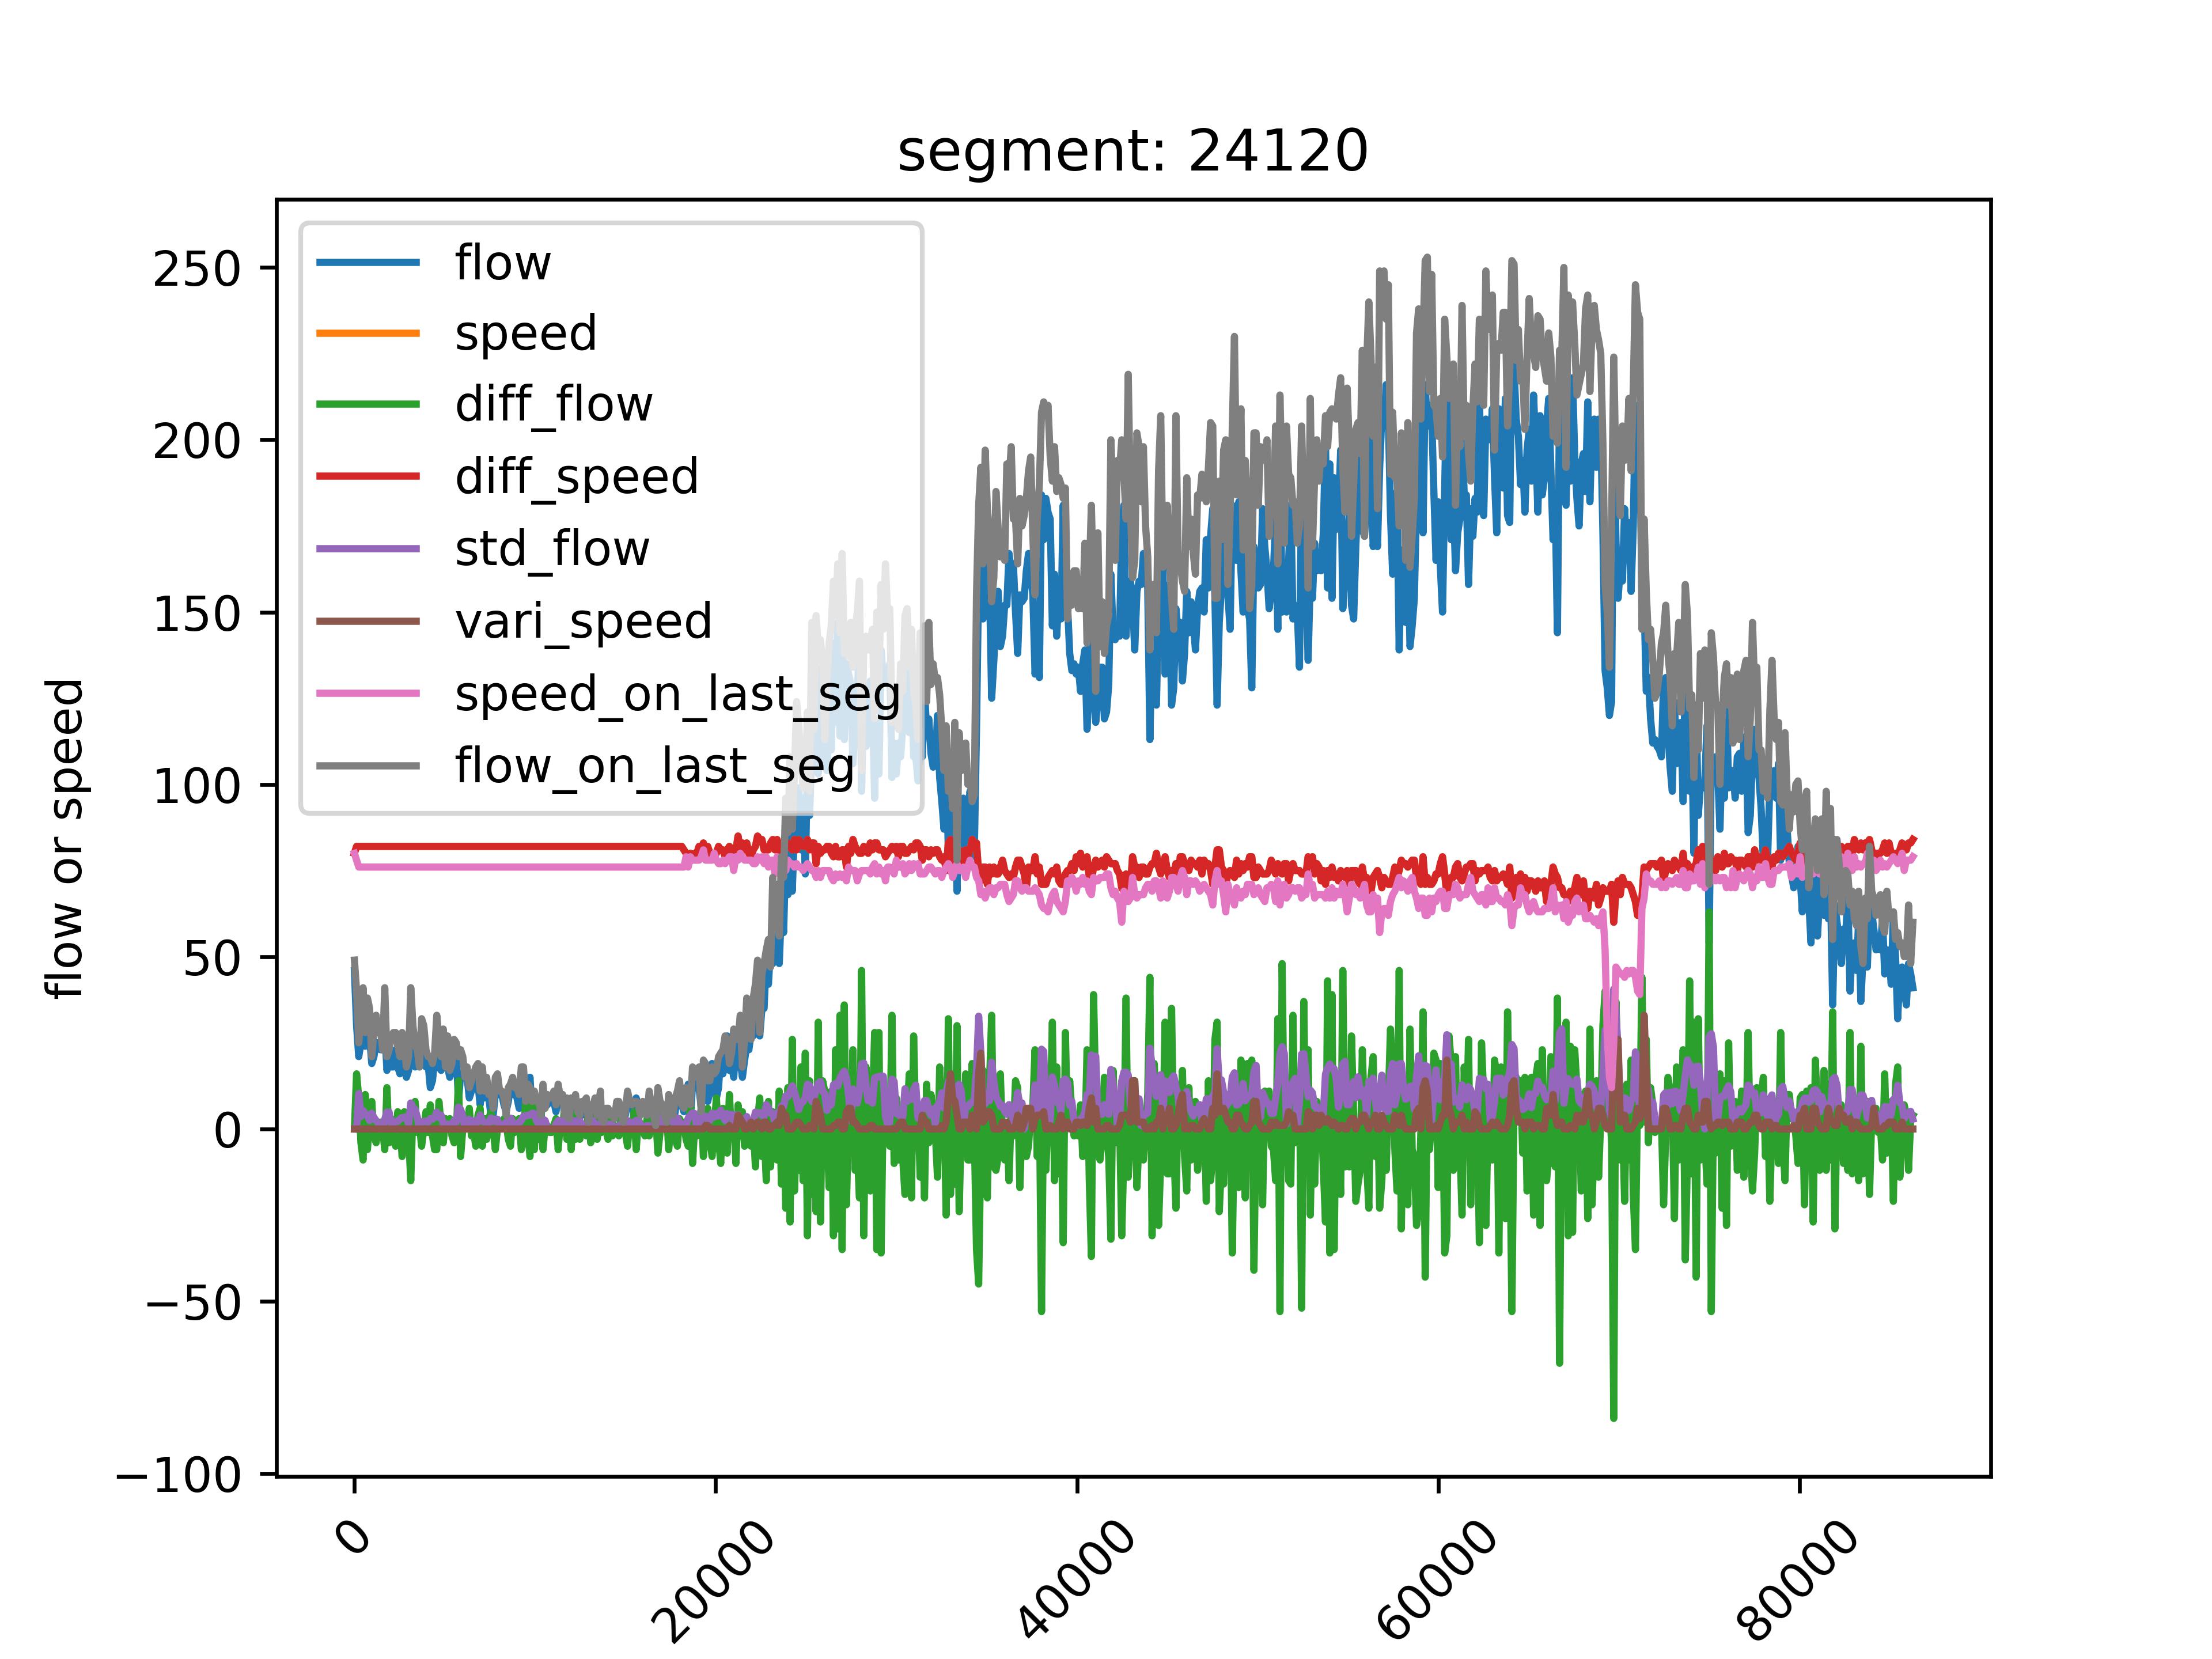 segment: 24120
flow or speed
250
200
150
100
50
0
−50
−100
flow
speed
diff_flow
diff_speed
std_flow
vari_speed
speed_on_last_seg
flow_on_last_seg
0
20000
40000
60000
80000